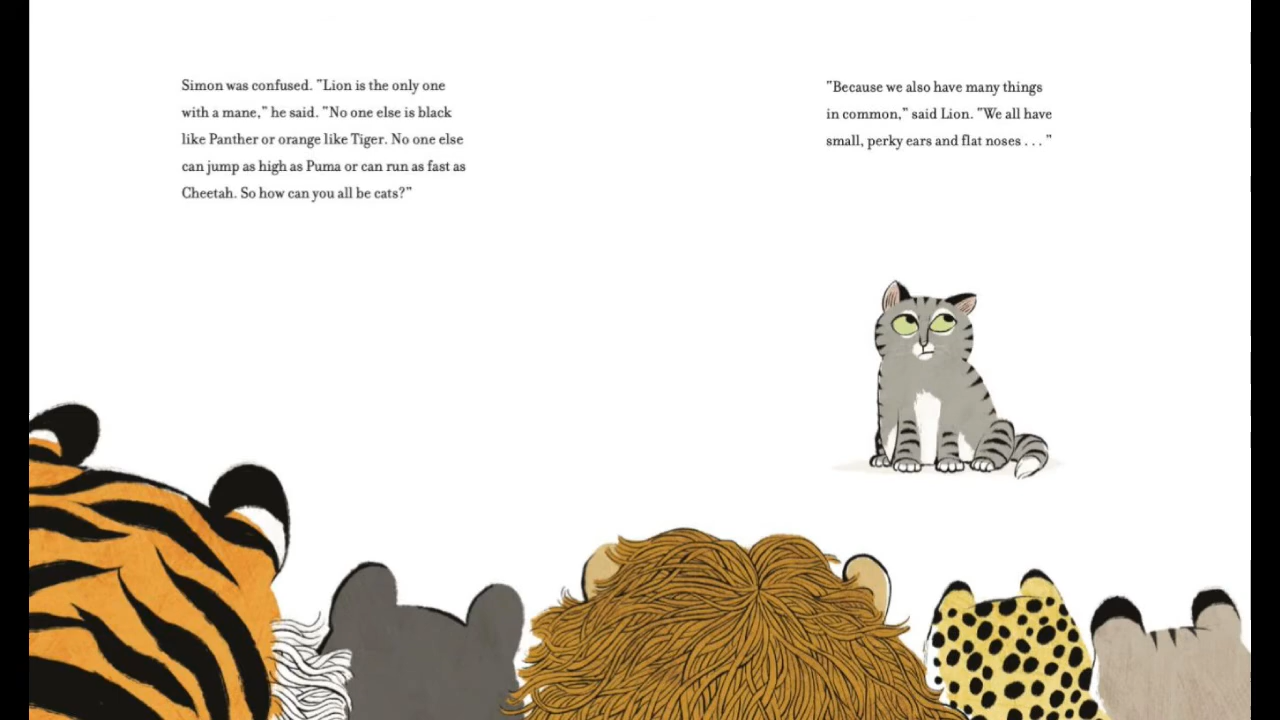 Simon was confused. "Lion is the only one
with a mane," he said. "No one else is black
like Panther or orange like Tiger. No one else
can jump as high as Puma or can run as fast as
Cheetah. So how can you all be cats?"
"Because we also have many things
in common," said Lion. "We all have
small, perky ears and flat noses . . . "